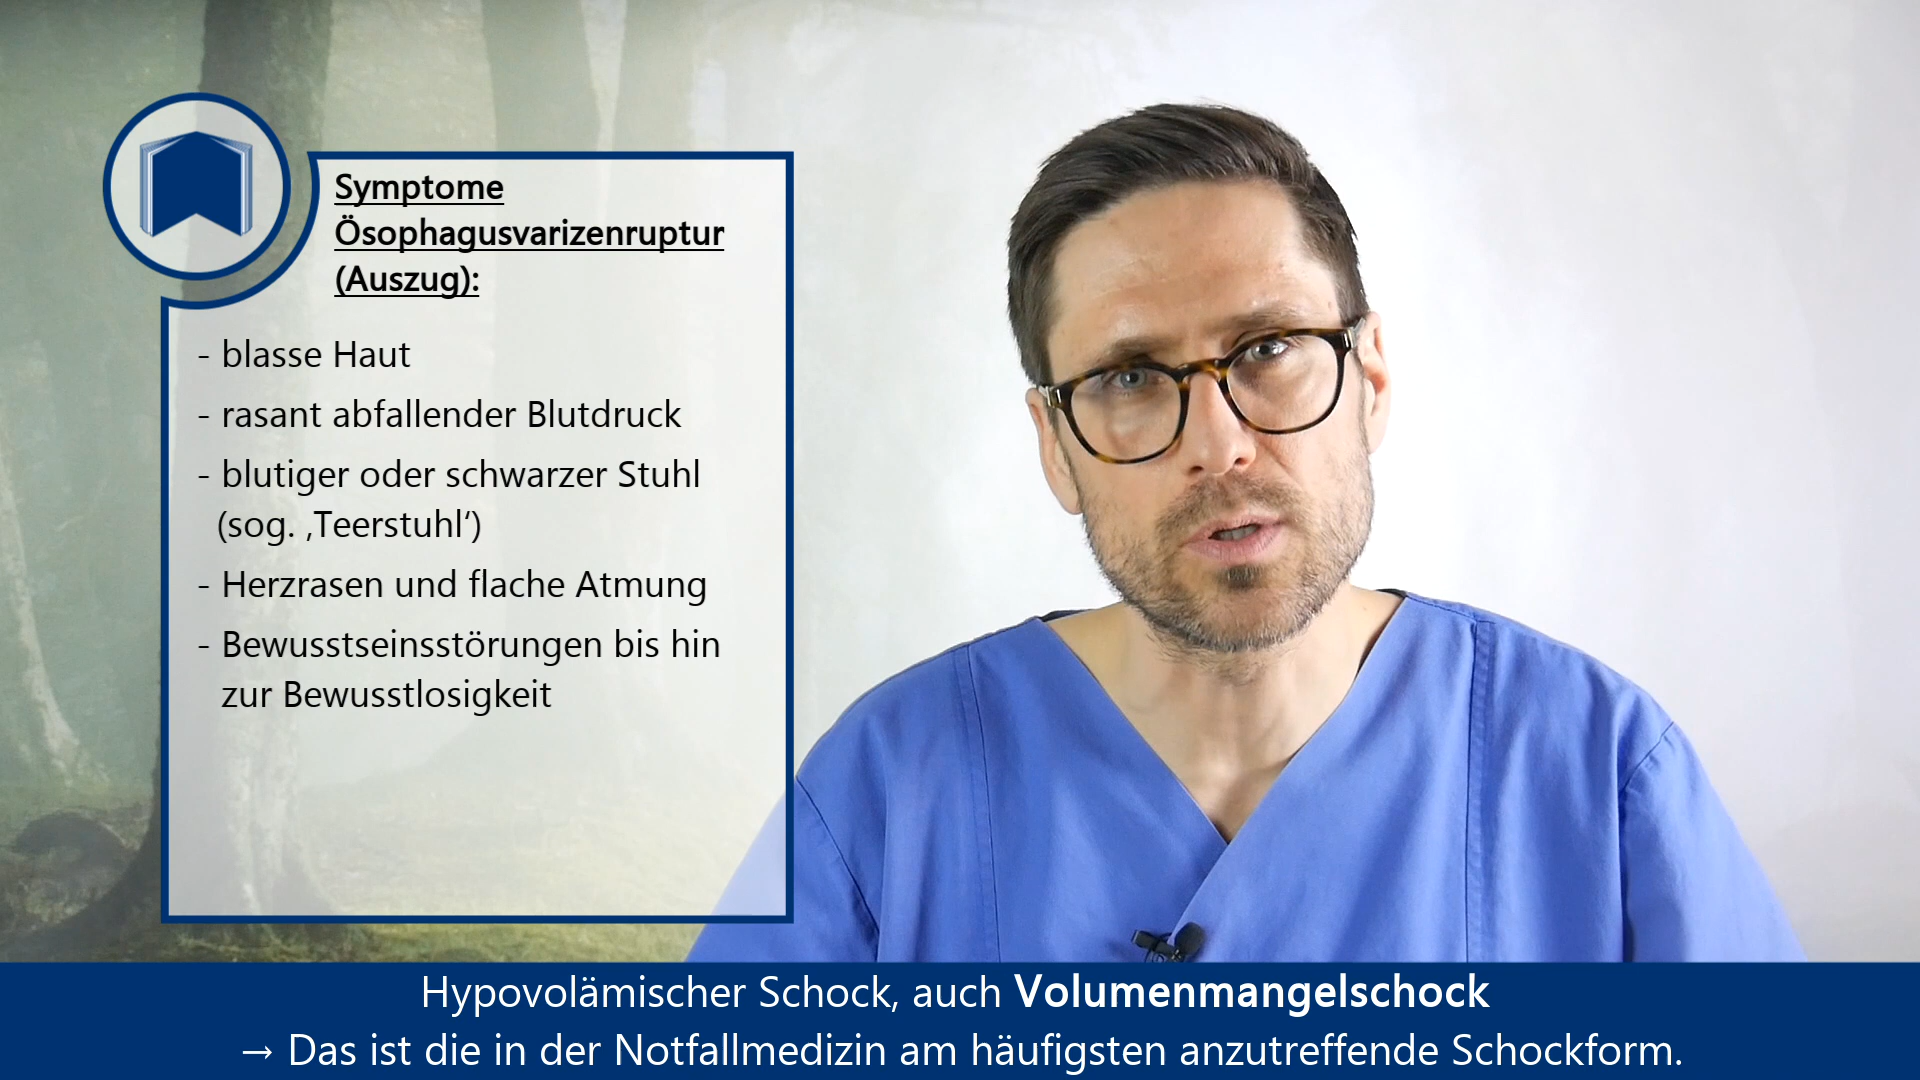 Symptome
Ösophagusvarizenruptur
(Auszug):
- blasse Haut
- rasant abfallender Blutdruck
- blutiger oder schwarzer Stuhl
(sog. ‚Teerstuhl‘)
- Herzrasen und flache Atmung
- Bewusstseinsstörungen bis hin
zur Bewusstlosigkeit
Hypovolämischer Schock, auch Volumenmangelschock
→ Das ist die in der Notfallmedizin am häufigsten anzutreffende Schockform.